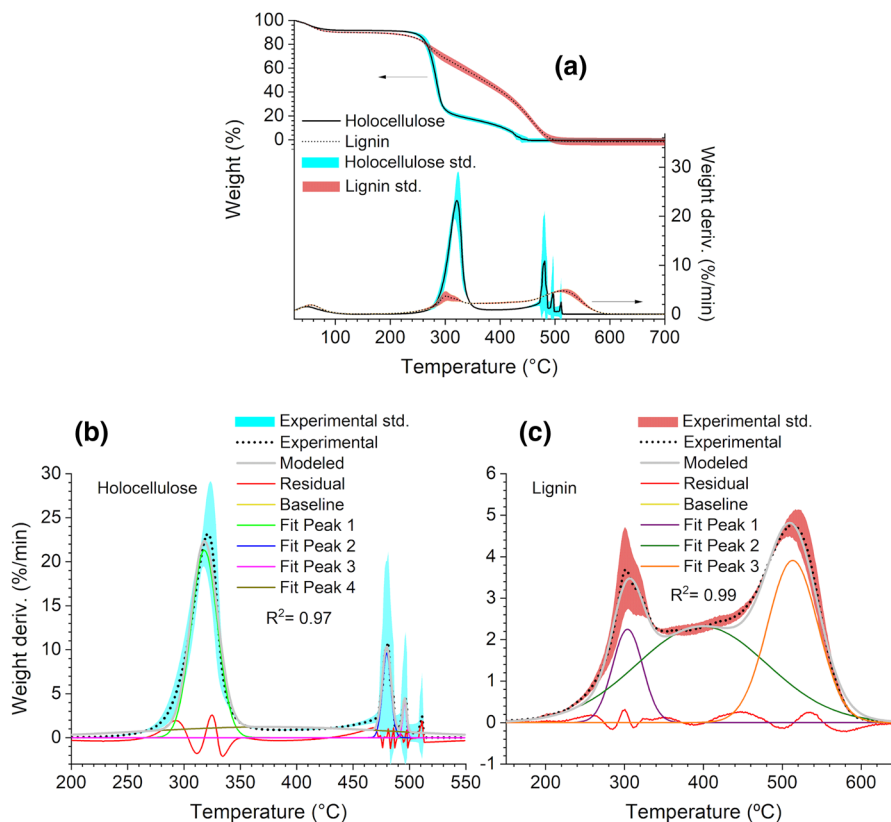 (a)
100
80
60
40
20
0
Weight (%)
Holocellulose
Lignin
Holocellulose std.
Lignin std.
30
20
10
0
Weight deriv. (%/min)
100 200 300 400 500 600 700
Temperature (°C)
(b)
Experimental std.
Experimental
Modeled
Residual
Baseline
Fit Peak 1
Fit Peak 2
Fit Peak 3
Fit Peak 4
R²= 0.97
Holocellulose
30
25
20
15
10
5
0
Weight deriv. (%/min)
200 250 300 350 400 450 500 550
Temperature (°C)
(c)
Experimental std.
Experimental
Modeled
Residual
Baseline
Fit Peak 1
Fit Peak 2
Fit Peak 3
R²= 0.99
Lignin
6
5
4
3
2
1
0
-1
200 300 400 500 600
Temperature (ºC)